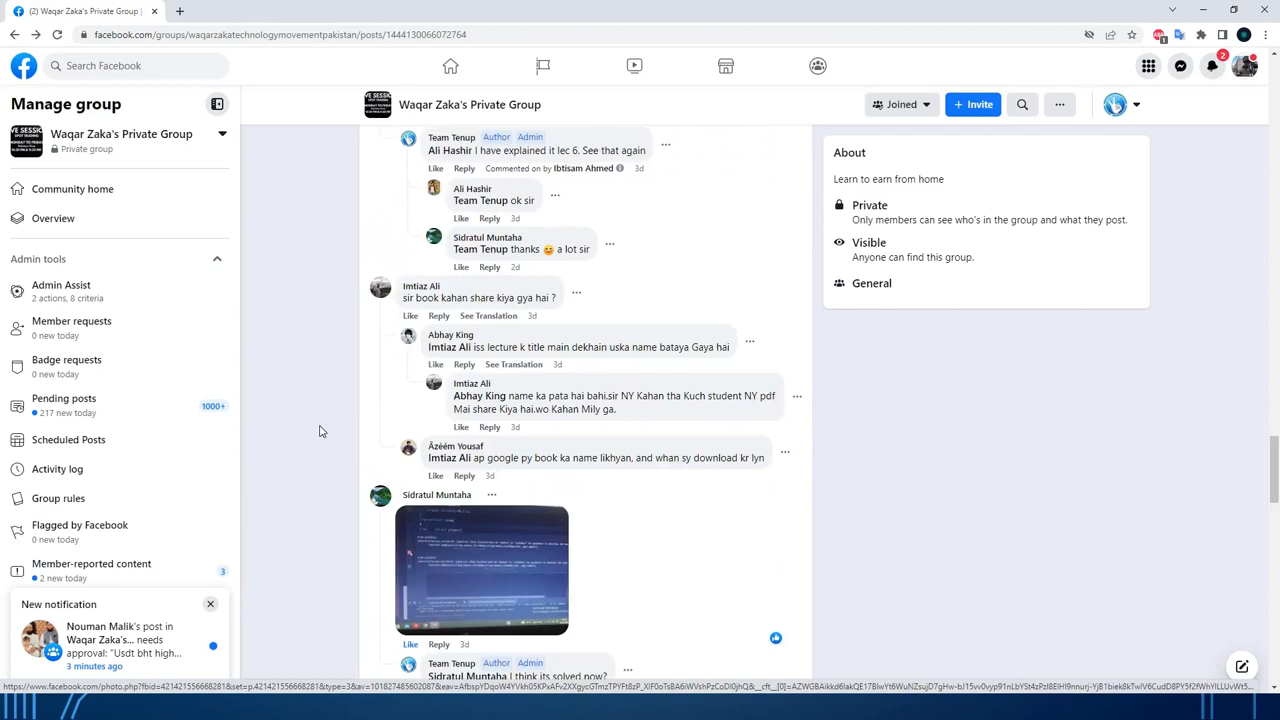 (2) Waqar Zaka's Private Group |
facebook.com/groups/waqarzakatechnologymovementpakistan/posts/1444130066072764
Search Facebook
2
Manage group
Waqar Zaka's Private Group
Private group
Community home
Overview
Admin tools
Admin Assist
2 actions, 8 criteria
Member requests
0 new today
Badge requests
0 new today
Pending posts
217 new today
1000+
Scheduled Posts
Activity log
Group rules
Flagged by Facebook
0 new today
Member-reported content
2 new today
3
New notification
Nouman Malik's post in
Waqar Zaka's... needs
approval: "Usdt bht high...
3 minutes ago
Waqar Zaka's Private Group
Joined
+ Invite
Team Tenup Author Admin
Ali Hashir I have explained it lec 6. See that again
Like Reply Commented on by Ibtisam Ahmed 3d
Ali Hashir
Team Tenup ok sir
Like Reply 3d
Sidratul Muntaha
Team Tenup thanks 😊 a lot sir
Like Reply 2d
Imtiaz Ali
sir book kahan share kiya gya hai ?
Like Reply See Translation 3d
Abhay King
Imtiaz Ali iss lecture k title main dekhain uska name bataya Gaya hai
Like Reply See Translation 3d
Imtiaz Ali
Abhay King name ka pata hai bahi.sir NY Kahan tha Kuch student NY pdf
Mai share Kiya hai.wo Kahan Mily ga.
Like Reply 3d
Äzéém Yousaf
Imtiaz Ali ap google py book ka name likhyan, and whan sy download kr lyn
Like Reply 3d
Sidratul Muntaha
Like Reply 3d
Team Tenup Author Admin
Sidratul Muntaha I think its solved now?
About
Learn to earn from home
Private
Only members can see who's in the group and what they post.
Visible
Anyone can find this group.
General